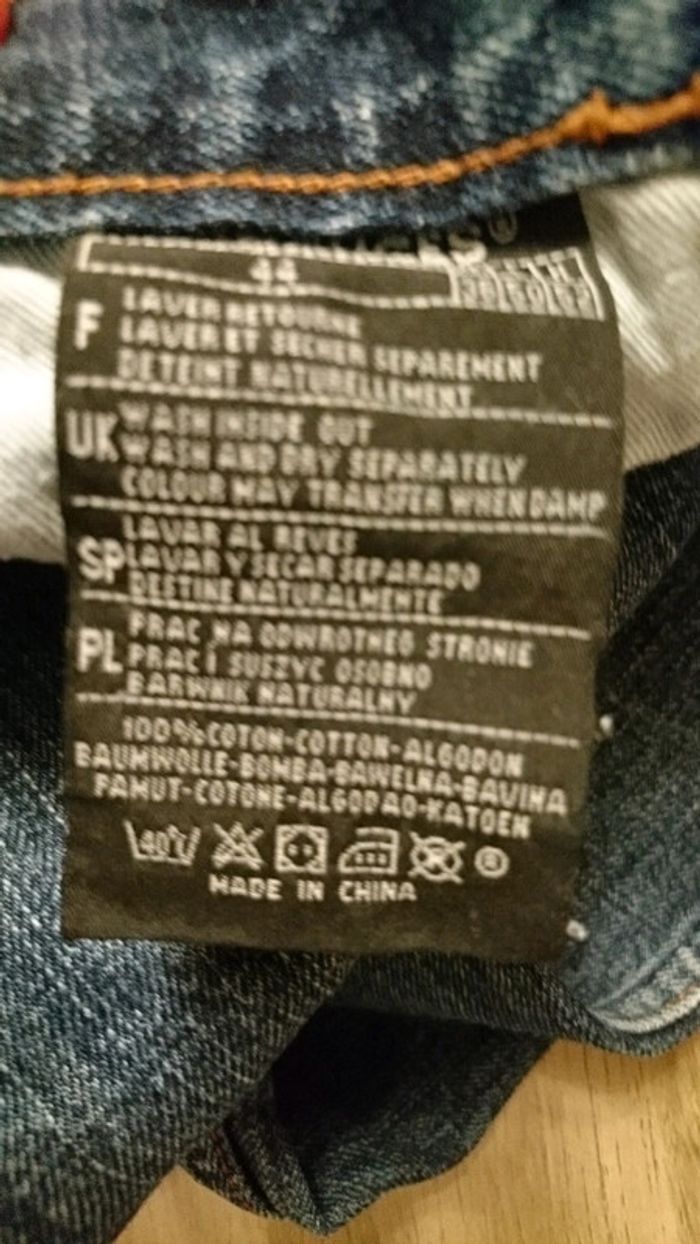 44
F
LAVER RETOURNE
LAVER ET SECHER SEPAREMENT
DETEINT NATURELLEMENT
UK
WASH INSIDE OUT
WASH AND DRY SEPARATELY
COLOUR MAY TRANSFER WHEN DAMP
SP
LAVAR AL REVES
LAVAR Y SECAR SEPARADO
DESTINE NATURALMENTE
PL
PRAC NA ODWROTNEO STRONIE
PRAC I SUSZYC OSOBNO
BARWNIK NATURALNY
100% COTON-COTTON-ALGODON
BAUMWOLLE-BOMBA-BAWELNA-BAVLNA
PAMUT-COTONE-ALGODAO-KATOEN
40°C
®
MADE IN CHINA